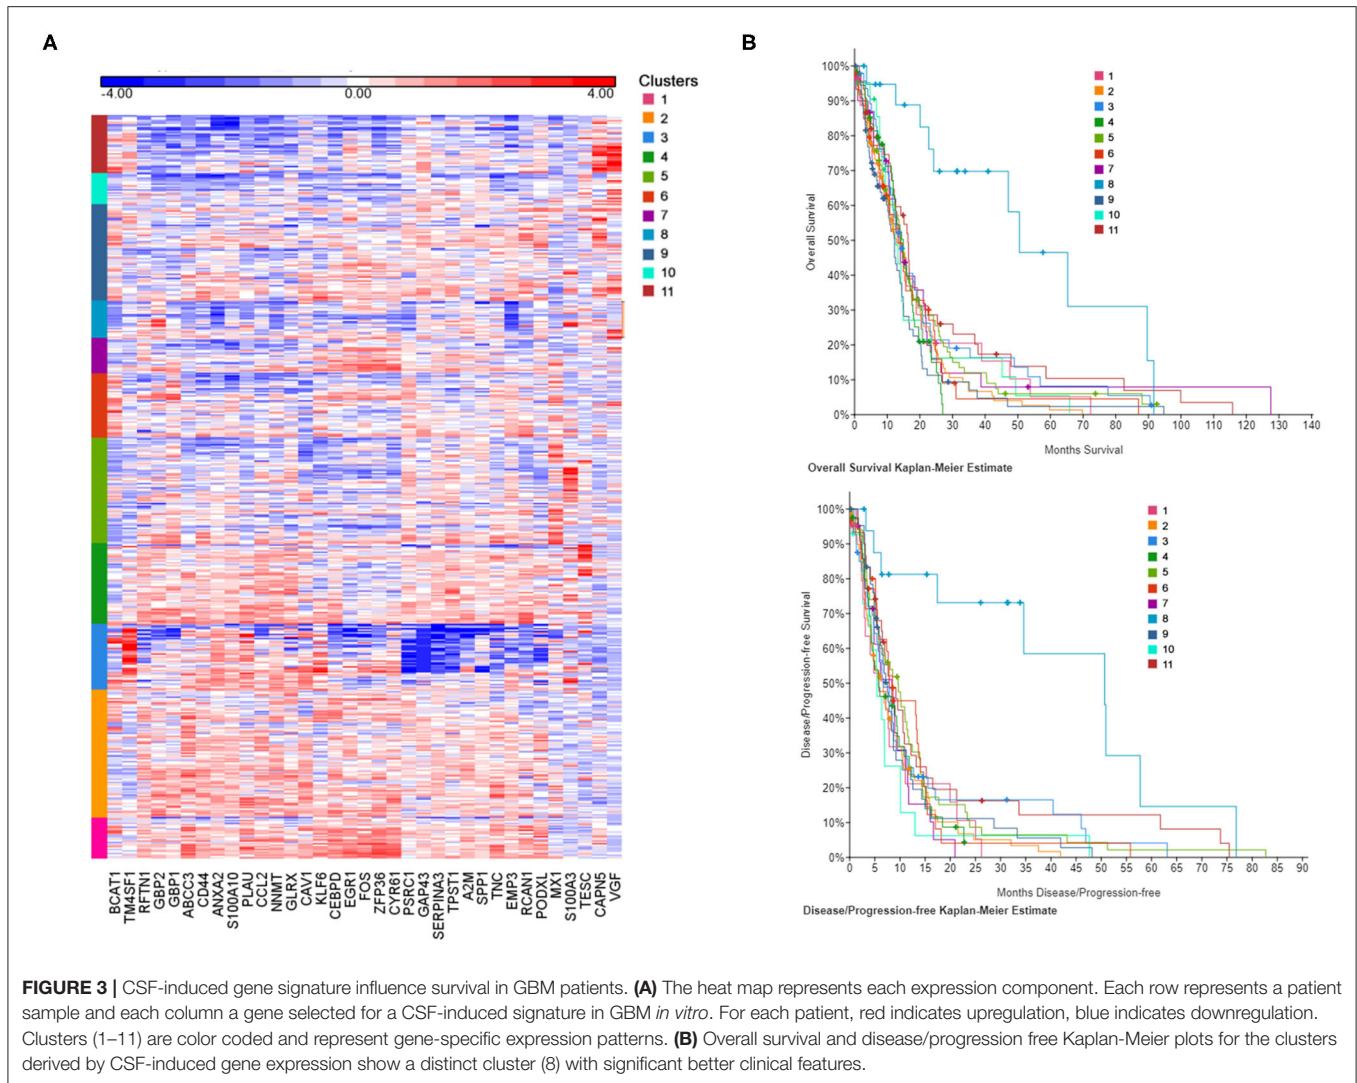 A
-4.00
0.00
4.00
Clusters
1
2
3
4
5
6
7
8
9
10
11
BCAT1
TM4SF1
RFTN1
GBP2
GBP1
ABCC3
CD44
ANXA2
S100A10
PLAU
CCL2
NNMT
GLRX
CAV1
KLF6
CEBPD
EGR1
FOS
ZFP36
CYR61
PSRC1
GAP43
SERPINA3
TPST1
A2M
SPP1
TNC
EMP3
RCAN1
PODXL
MX1
S100A3
TESC
CAPN5
VGF
B
100%
90%
80%
70%
60%
50%
40%
30%
20%
10%
0%
Overall Survival
1
2
3
4
5
6
7
8
9
10
11
0 10 20 30 40 50 60 70 80 90 100 110 120 130 140
Months Survival
Overall Survival Kaplan-Meier Estimate
100%
90%
80%
70%
60%
50%
40%
30%
20%
10%
0%
Disease/Progression-free Survival
1
2
3
4
5
6
7
8
9
10
11
0 5 10 15 20 25 30 35 40 45 50 55 60 65 70 75 80 85 90
Months Disease/Progression-free
Disease/Progression-free Kaplan-Meier Estimate
FIGURE 3 | CSF-induced gene signature influence survival in GBM patients. (A) The heat map represents each expression component. Each row represents a patient
sample and each column a gene selected for a CSF-induced signature in GBM in vitro. For each patient, red indicates upregulation, blue indicates downregulation.
Clusters (1–11) are color coded and represent gene-specific expression patterns. (B) Overall survival and disease/progression free Kaplan-Meier plots for the clusters
derived by CSF-induced gene expression show a distinct cluster (8) with significant better clinical features.